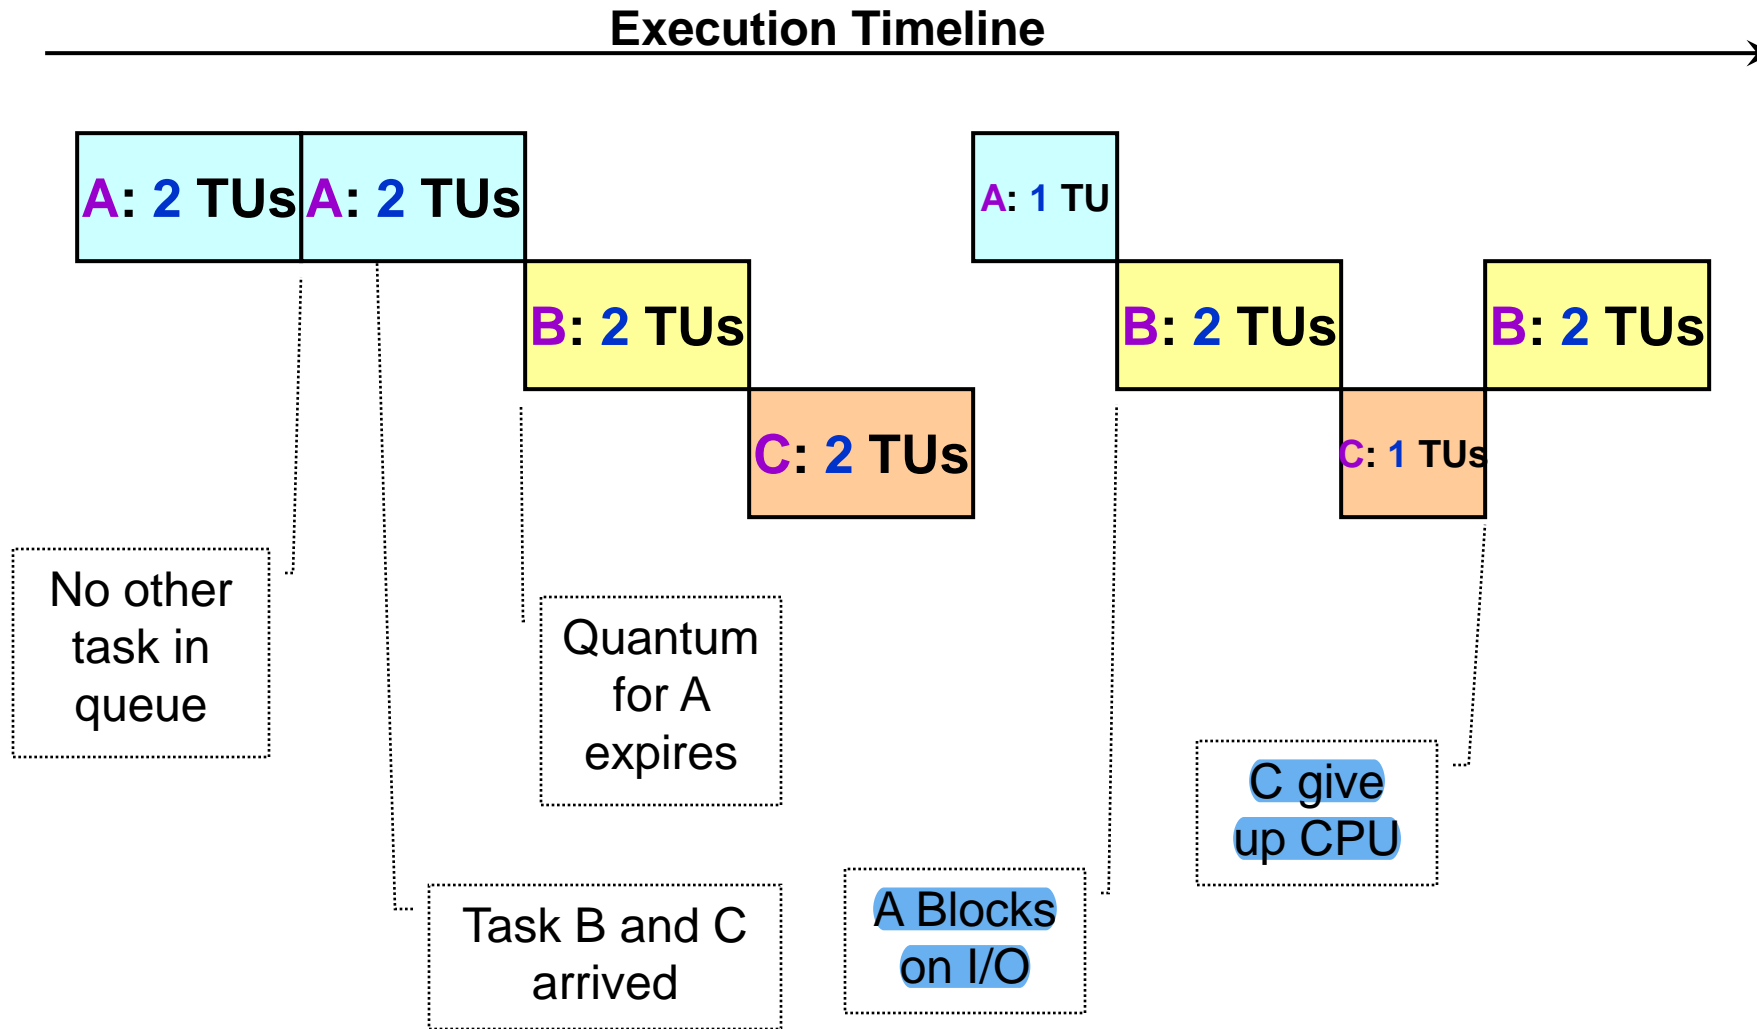 Execution Timeline
A: 2 TUs
A: 2 TUs
A: 1 TU
B: 2 TUs
B: 2 TUs
B: 2 TUs
C: 2 TUs
C: 1 TUs
No other
task in
queue
Quantum
for A
expires
C give
up CPU
Task B and C
arrived
A Blocks
on I/O